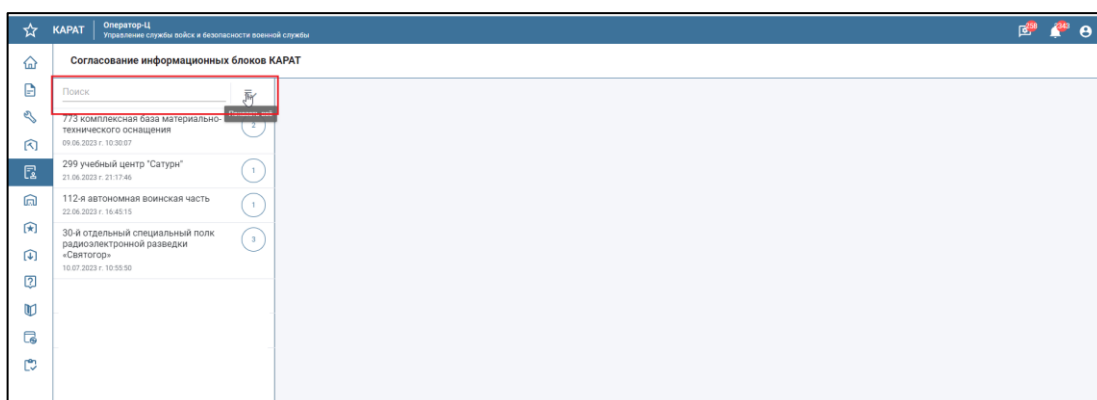 КАРАТ
Оператор-Ц
Управление службы войск и безопасности военной службы
258
2343
Согласование информационных блоков КАРАТ
Поиск
Показать всё
773 комплексная база материально-
технического оснащения
09.06.2023 г. 10:30:07
2
299 учебный центр "Сатурн"
21.06.2023 г. 21:17:46
1
112-я автономная воинская часть
22.06.2023 г. 16:45:15
1
30-й отдельный специальный полк
радиоэлектронной разведки
«Святогор»
10.07.2023 г. 10:55:50
3